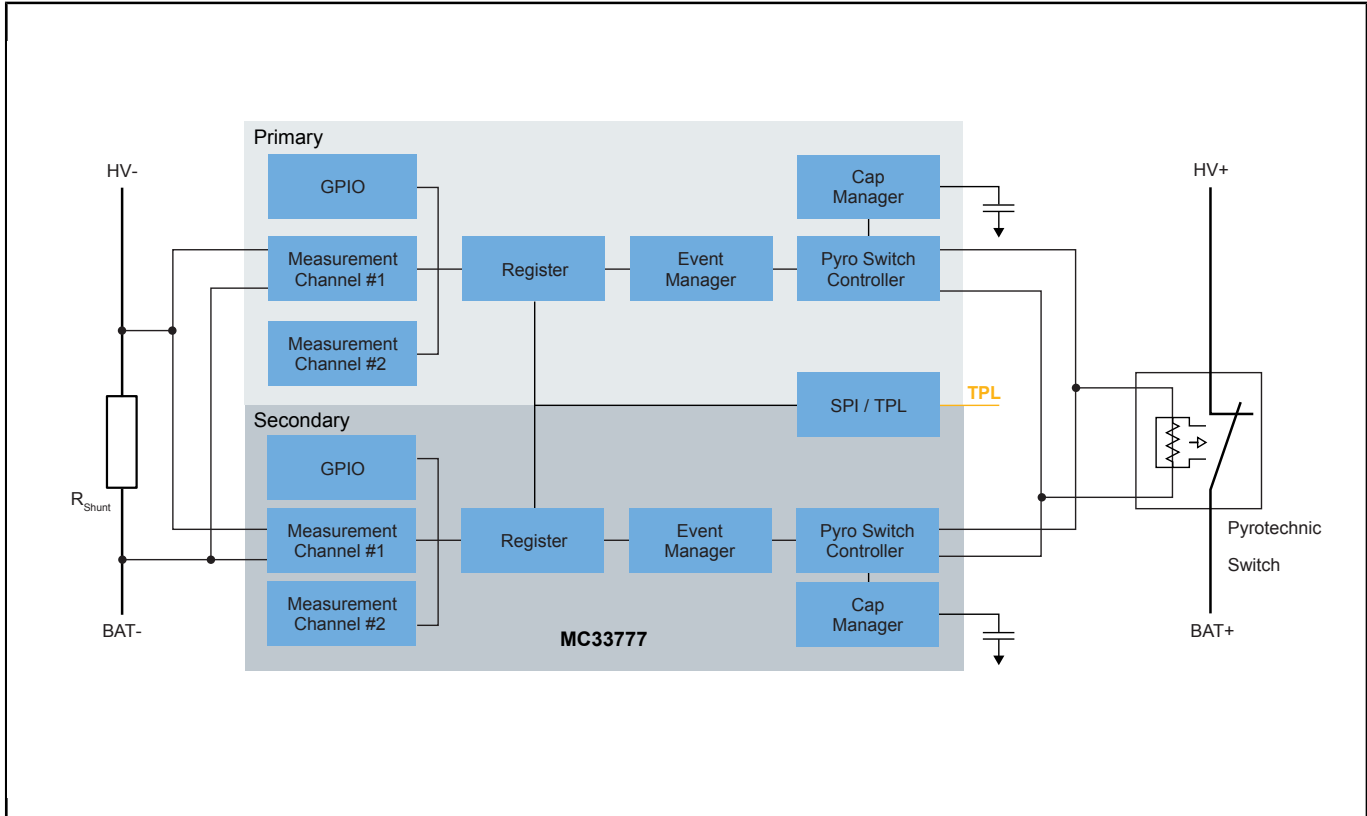 Primary
HV-
GPIO
Cap
Manager
HV+
Measurement
Channel #1
Register
Event
Manager
Pyro Switch
Controller
Measurement
Channel #2
SPI / TPL
TPL
Secondary
GPIO
RShunt
Measurement
Channel #1
Register
Event
Manager
Pyro Switch
Controller
Pyrotechnic
Switch
Measurement
Channel #2
Cap
Manager
BAT-
MC33777
BAT+